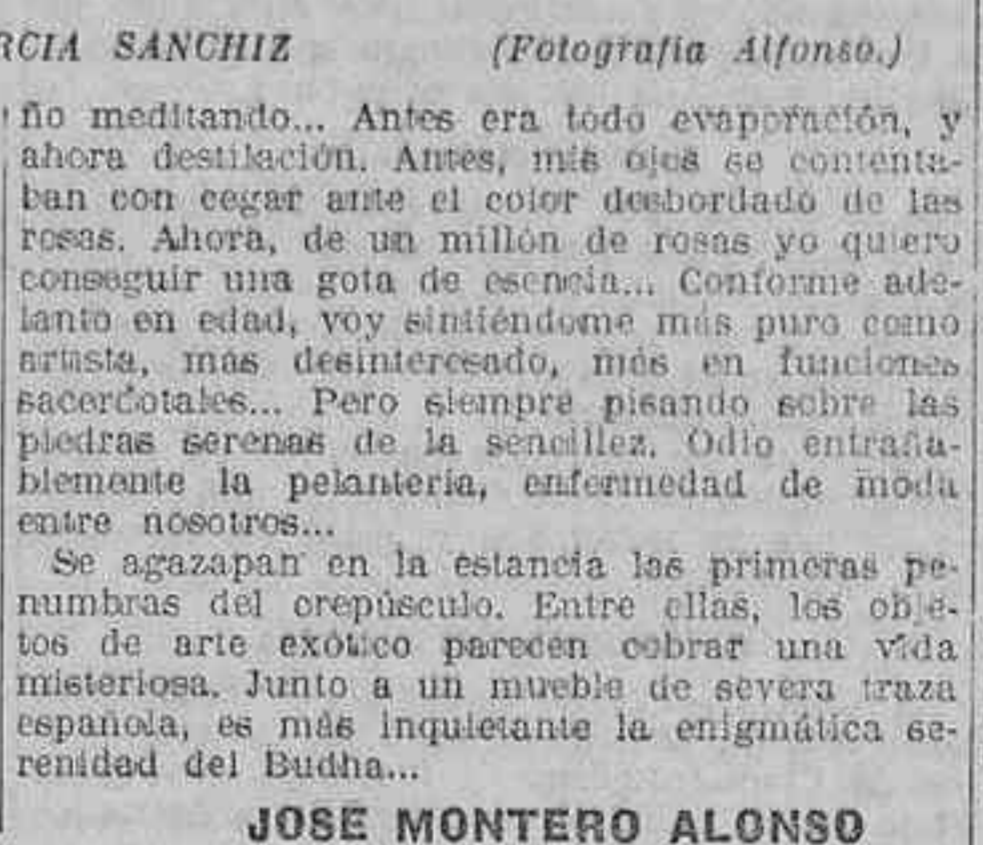 RCIA SANCHIZ (Fotografía Alfonso.)
ño meditando... Antes era todo evaporación, y
ahora destilación. Antes, mis ojos se contenta-
ban con cegar ante el color desbordado de las
rosas. Ahora, de un millón de rosas yo quiero
conseguir una gota de esencia... Conforme ade-
lanto en edad, voy sintiéndome más puro como
artista, más desinteresado, más en funciones
sacerdotales... Pero siempre pisando sobre las
piedras serenas de la sencillez. Odio entraña-
blemente la pelantería, enfermedad de moda
entre nosotros...
Se agazapan en la estancia las primeras pe-
numbras del crepúsculo. Entre ellas, los obje-
tos de arte exótico parecen cobrar una vida
misteriosa. Junto a un mueble de severa traza
española, es más inquietante la enigmática se-
renidad del Budha...
JOSE MONTERO ALONSO